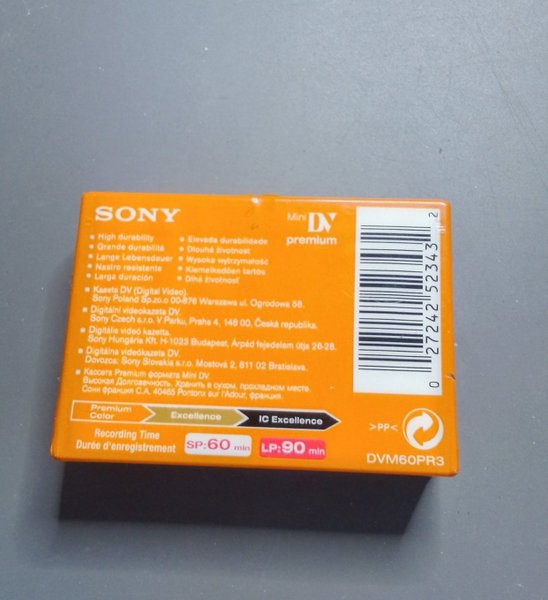 SONY
Mini DV
premium
• High durability
• Grande durabilité
• Lange Lebensdauer
• Nastro resistente
• Larga duración
• Elevada durabilidade
• Dlouhá životnost
• Wysoka wytrzymałość
• Kiemelkedően tartós
• Dlhá životnosť
■ Kaseta DV (Digital Video).
Sony Poland Sp.zo.o 00-876 Warszawa ul. Ogrodowa 58.
■ Digitální videokazeta DV.
Sony Czech s.r.o. V Parku, Praha 4, 148 00, Česká republika.
■ Digitális videó kazetta.
Sony Hungária Kft. H-1023 Budapest, Árpád fejedelem útja 26-28.
■ Digitálna videokazeta DV.
Dovozca: Sony Slovakia s.r.o. Mostová 2, 811 02 Bratislava.
■ Кассета Premium формата Mini DV.
Высокая Долговечность. Хранить в сухом, прохладном месте.
Сони франция С.А. 40465 Pontonx sur l'Adour, франция.
Premium Color
Excellence
IC Excellence
Recording Time
Durée d'enregistrement
SP:60 min
LP:90 min
>PP<
DVM60PR3
0 27242 52343 2